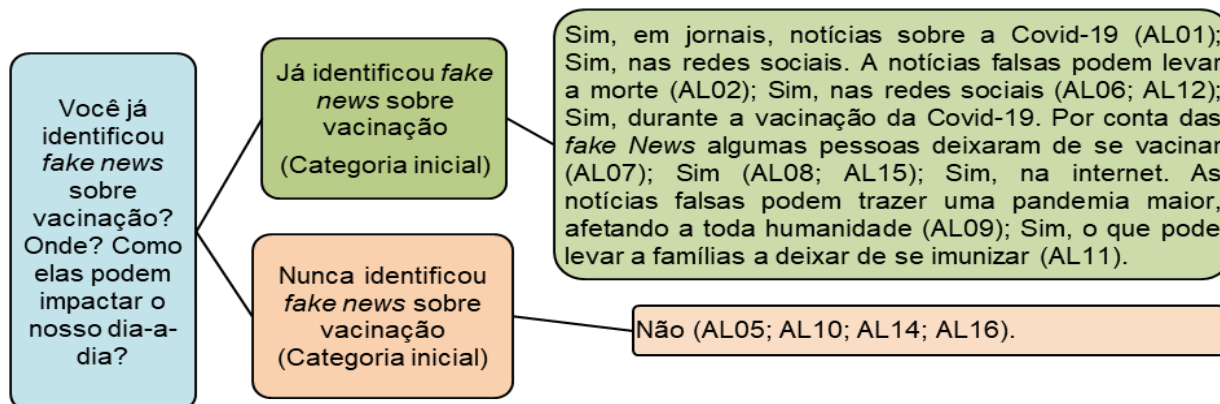 Você já
identificou
fake news
sobre
vacinação?
Onde? Como
elas podem
impactar o
nosso dia-a-
dia?
Já identificou fake
news sobre
vacinação
(Categoria inicial)
Sim, em jornais, notícias sobre a Covid-19 (AL01);
Sim, nas redes sociais. A notícias falsas podem levar
a morte (AL02); Sim, nas redes sociais (AL06; AL12);
Sim, durante a vacinação da Covid-19. Por conta das
fake News algumas pessoas deixaram de se vacinar
(AL07); Sim (AL08; AL15); Sim, na internet. As
notícias falsas podem trazer uma pandemia maior,
afetando a toda humanidade (AL09); Sim, o que pode
levar a famílias a deixar de se imunizar (AL11).
Nunca identificou
fake news sobre
vacinação
(Categoria inicial)
Não (AL05; AL10; AL14; AL16).